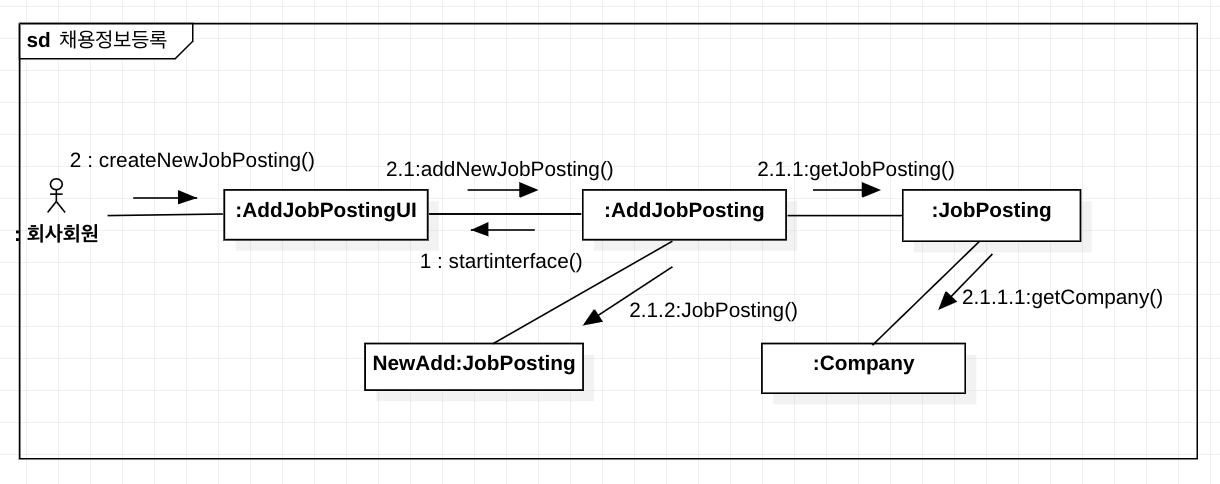 sd 채용정보등록
2 : createNewJobPosting()
2.1:addNewJobPosting()
2.1.1:getJobPosting()
:AddJobPostingUI
:AddJobPosting
:JobPosting
: 회사회원
1 : startinterface()
2.1.2:JobPosting()
2.1.1.1:getCompany()
NewAdd:JobPosting
:Company